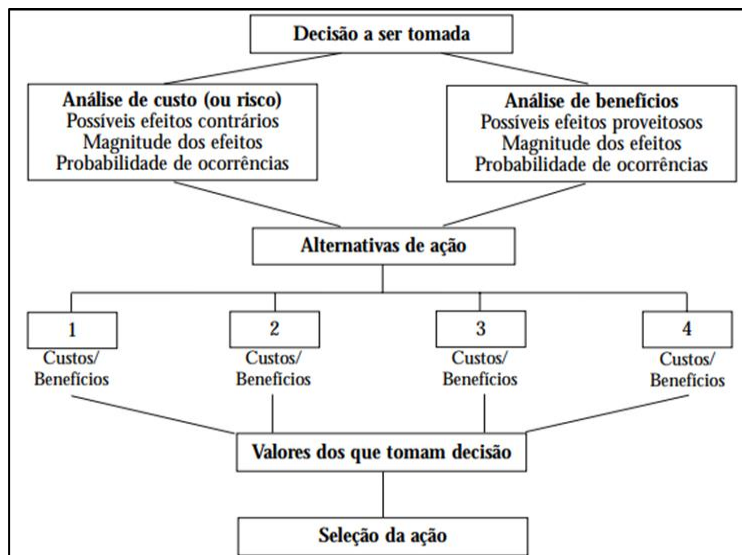 Decisão a ser tomada
Análise de custo (ou risco)
Possíveis efeitos contrários
Magnitude dos efeitos
Probabilidade de ocorrências
Análise de benefícios
Possíveis efeitos proveitosos
Magnitude dos efeitos
Probabilidade de ocorrências
Alternativas de ação
1
Custos/
Benefícios
2
Custos/
Benefícios
3
Custos/
Benefícios
4
Custos/
Benefícios
Valores dos que tomam decisão
Seleção da ação